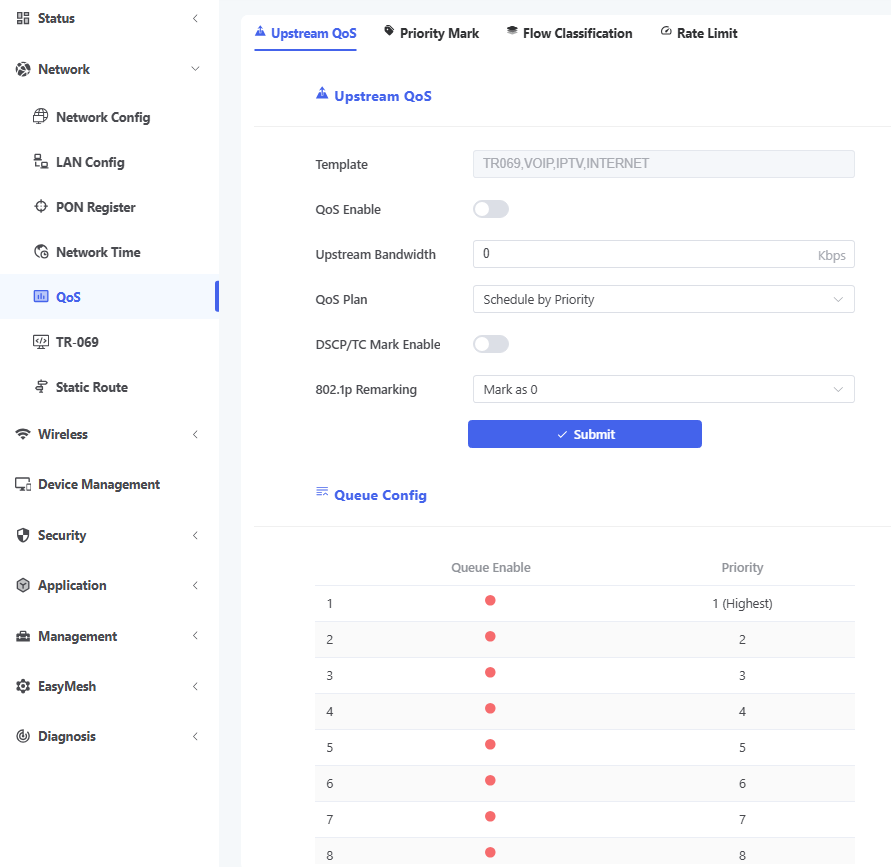 Status
Network
Network Config
LAN Config
PON Register
Network Time
QoS
TR-069
Static Route
Wireless
Device Management
Security
Application
Management
EasyMesh
Diagnosis
Upstream QoS Priority Mark Flow Classification Rate Limit
Upstream QoS
Template TR069,VOIP,IPTV,INTERNET
QoS Enable
Upstream Bandwidth 0 Kbps
QoS Plan Schedule by Priority
DSCP/TC Mark Enable
802.1p Remarking Mark as 0
Submit
Queue Config
Queue Enable Priority
1 1 (Highest)
2 2
3 3
4 4
5 5
6 6
7 7
8 8